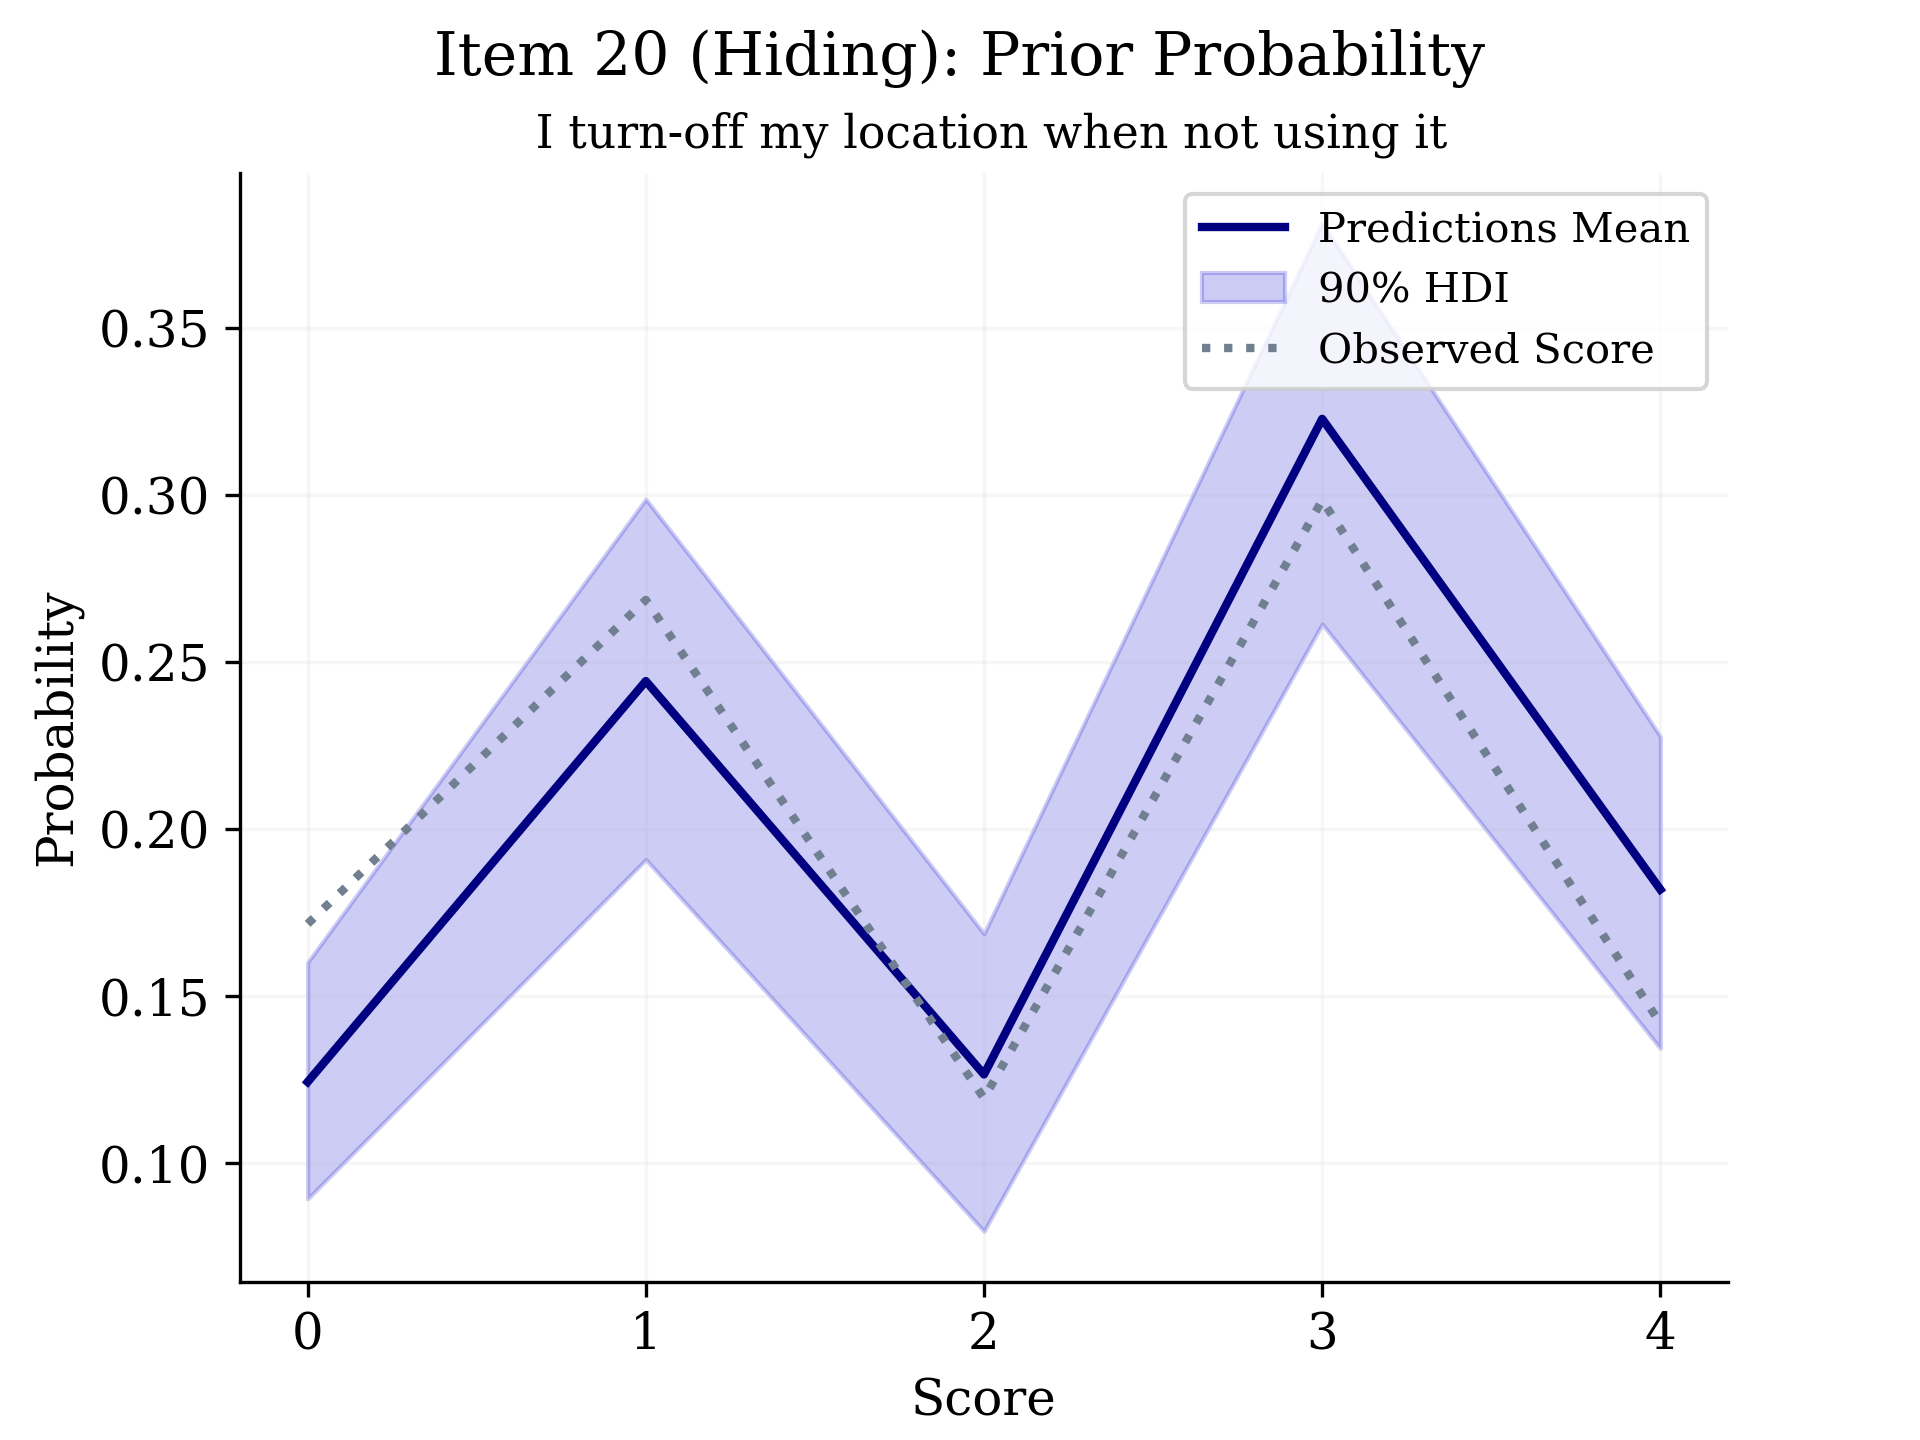 Item 20 (Hiding): Prior Probability
I turn-off my location when not using it
Predictions Mean
90% HDI
Observed Score
Probability
0.35
0.30
0.25
0.20
0.15
0.10
0 1 2 3 4
Score